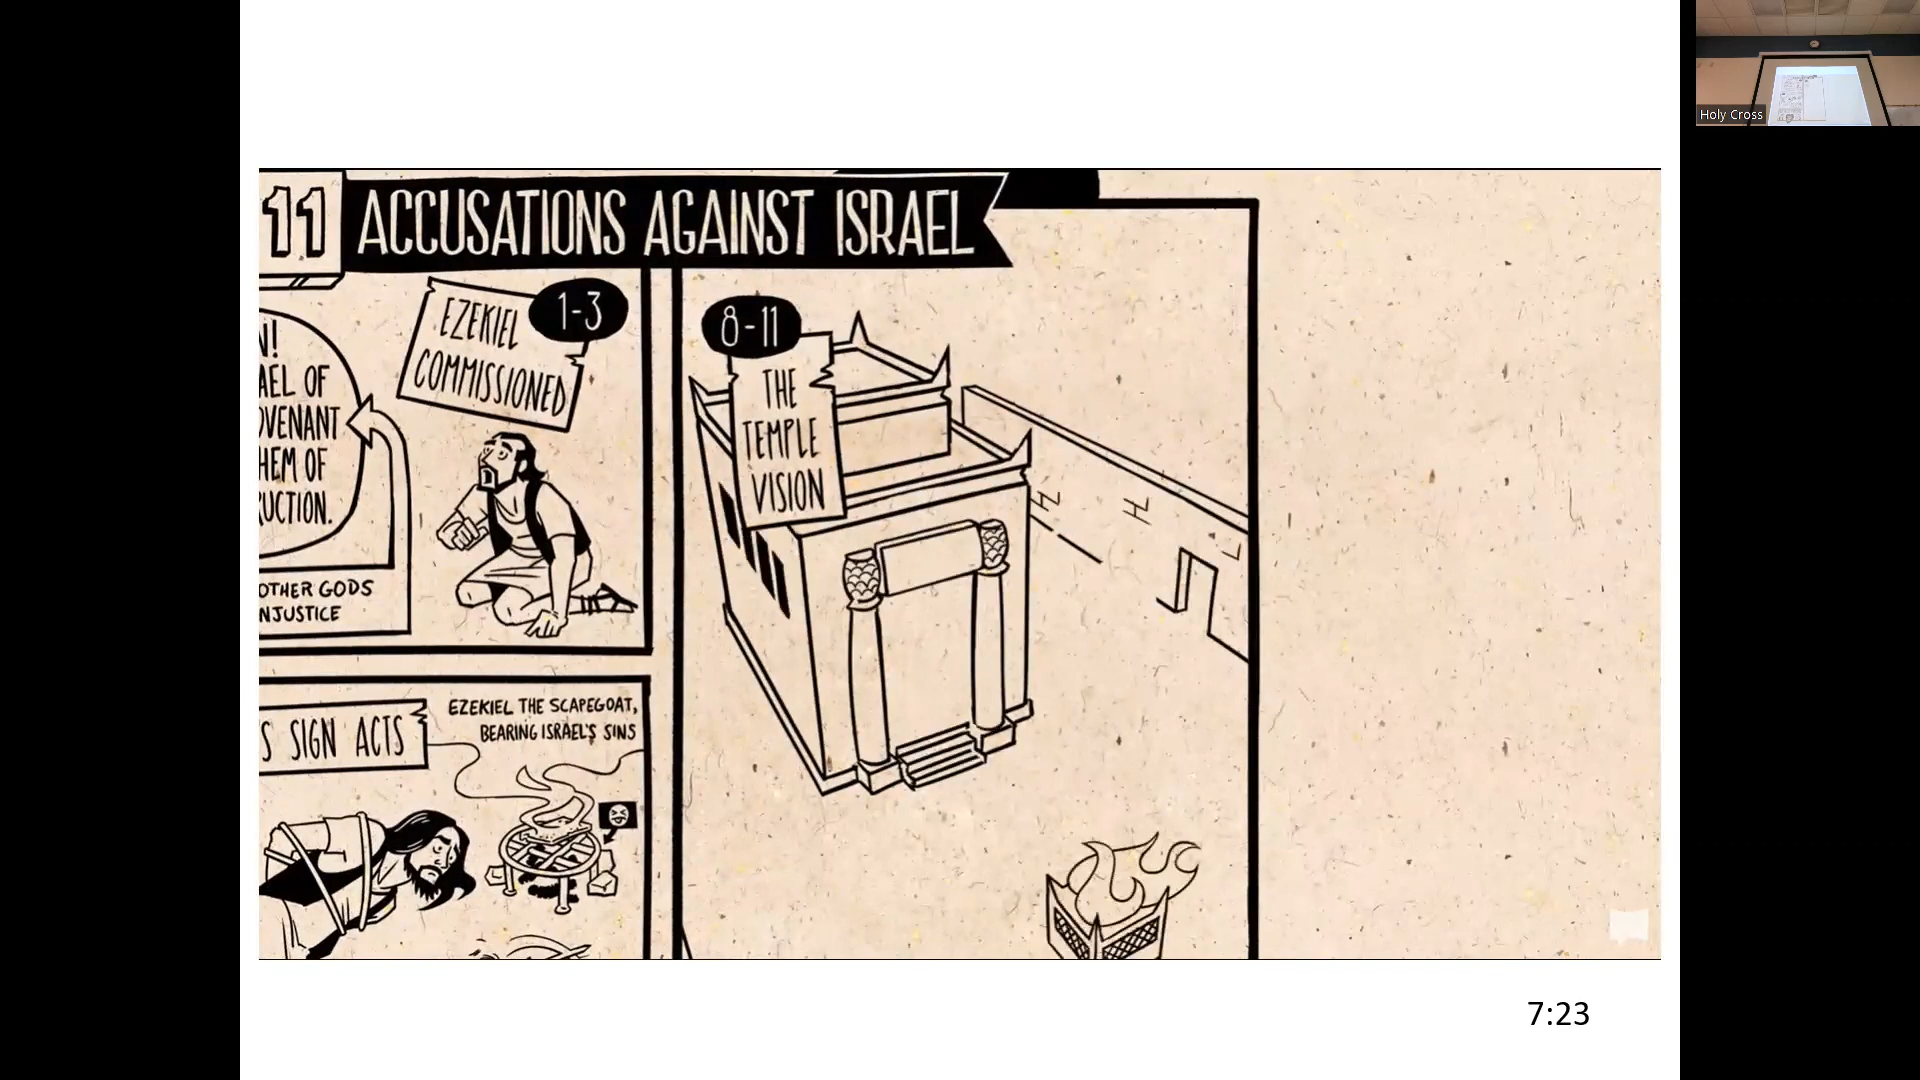 11 ACCUSATIONS AGAINST ISRAEL
N!
AEL OF
OVENANT
HEM OF
UCTION.
OTHER GODS
NJUSTICE
EZEKIEL
COMMISSIONED
1-3
8-11
THE
TEMPLE
VISION
S SIGN ACTS
EZEKIEL THE SCAPEGOAT,
BEARING ISRAEL'S SINS
7:23
Holy Cross